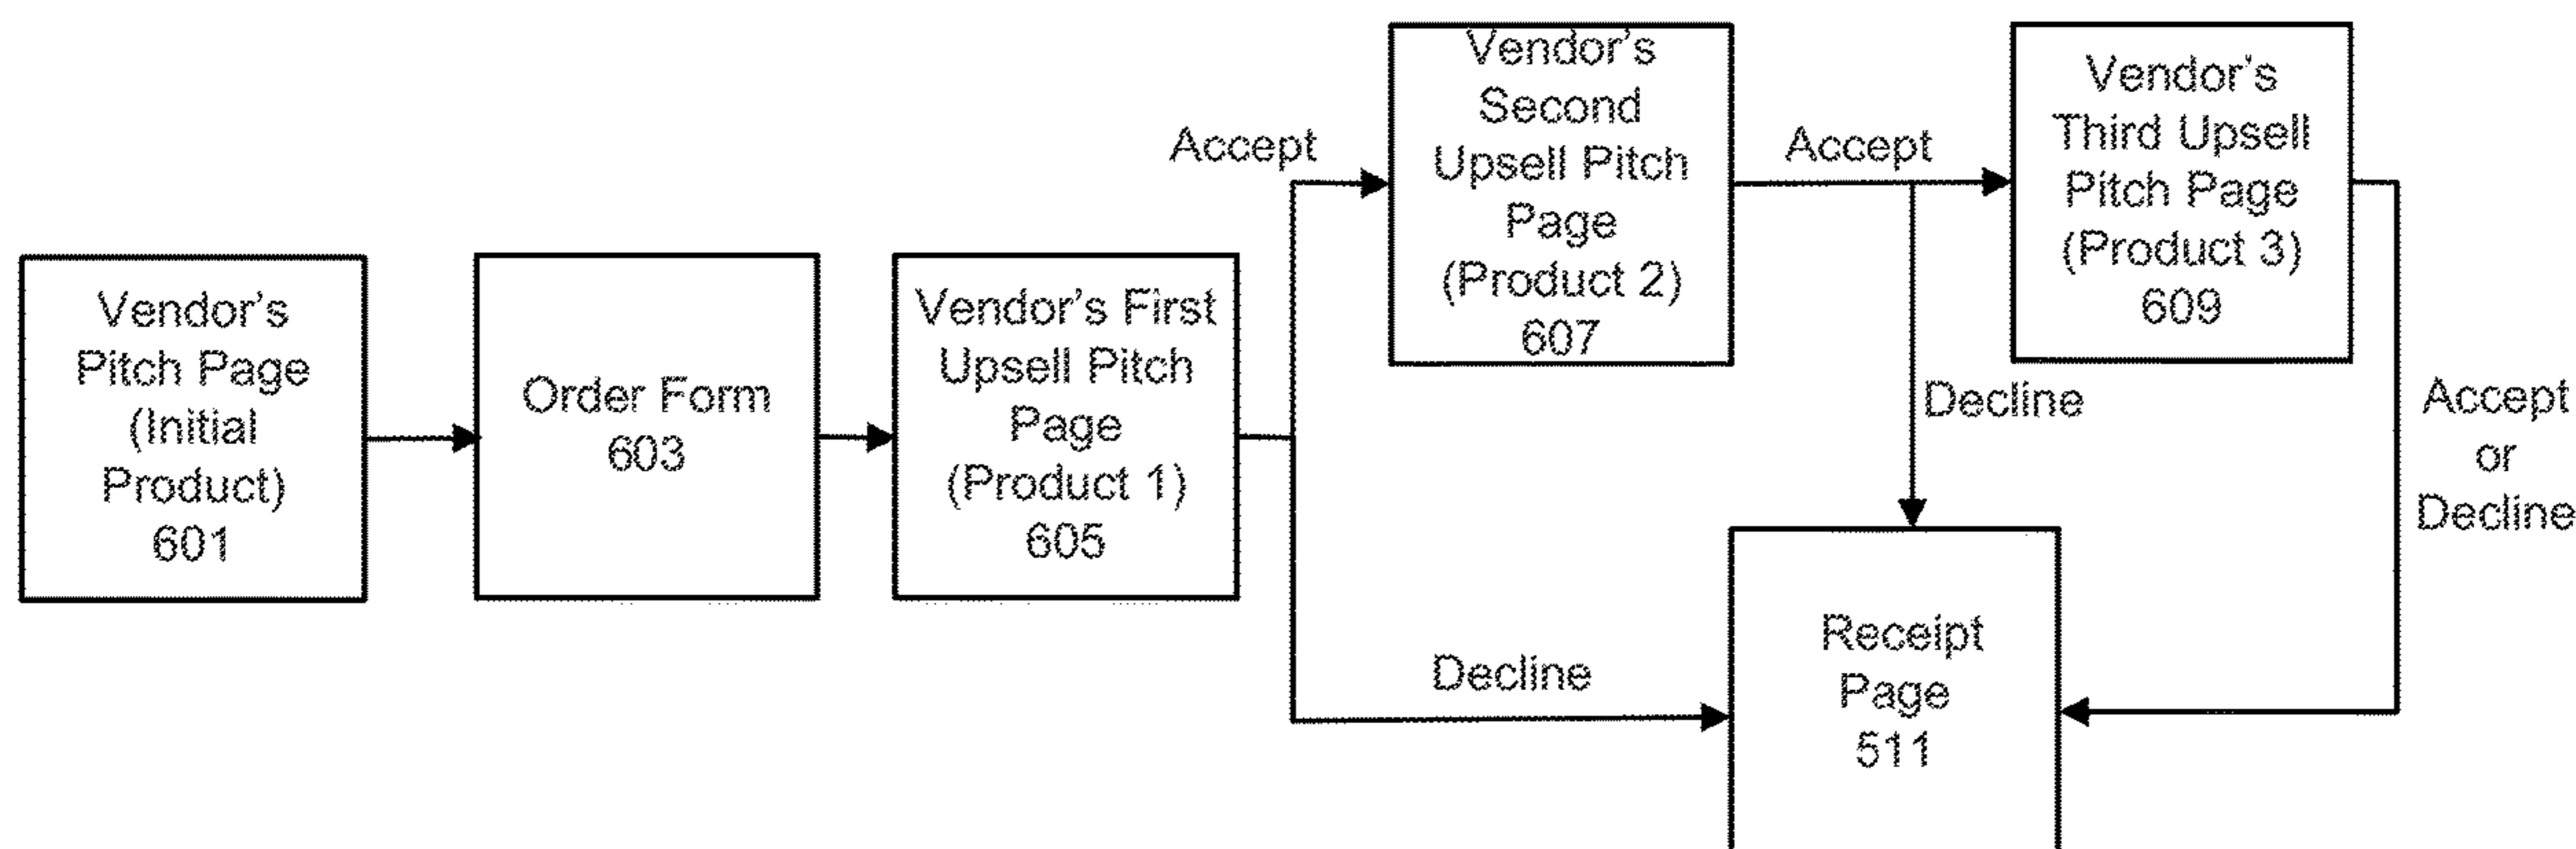 Vendor's
Pitch Page
(Initial
Product)
601
Order Form
603
Vendor's First
Upsell Pitch
Page
(Product 1)
605
Accept
Vendor's
Second
Upsell Pitch
Page
(Product 2)
607
Accept
Vendor's
Third Upsell
Pitch Page
(Product 3)
609
Decline
Accept
or
Decline
Decline
Receipt
Page
511